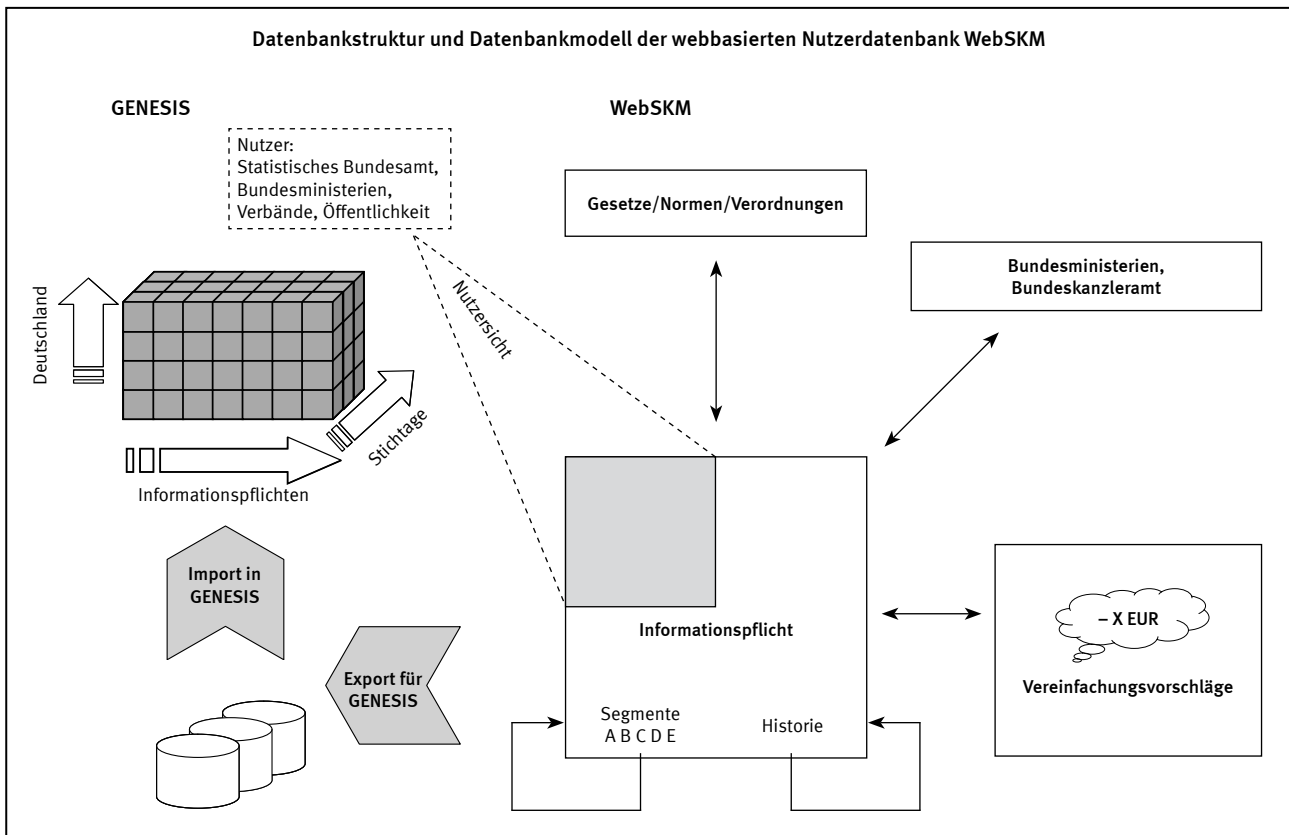 Datenbankstruktur und Datenbankmodell der webbasierten Nutzerdatenbank WebSKM
GENESIS
WebSKM
Nutzer:
Statistisches Bundesamt,
Bundesministerien,
Verbände, Öffentlichkeit
Gesetze/Normen/Verordnungen
Bundesministerien,
Bundeskanzleramt
Nutzersicht
Deutschland
Stichtage
Informationspflichten
Import in
GENESIS
Export für
GENESIS
Informationspflicht
Segmente
A B C D E
Historie
– X EUR
Vereinfachungsvorschläge